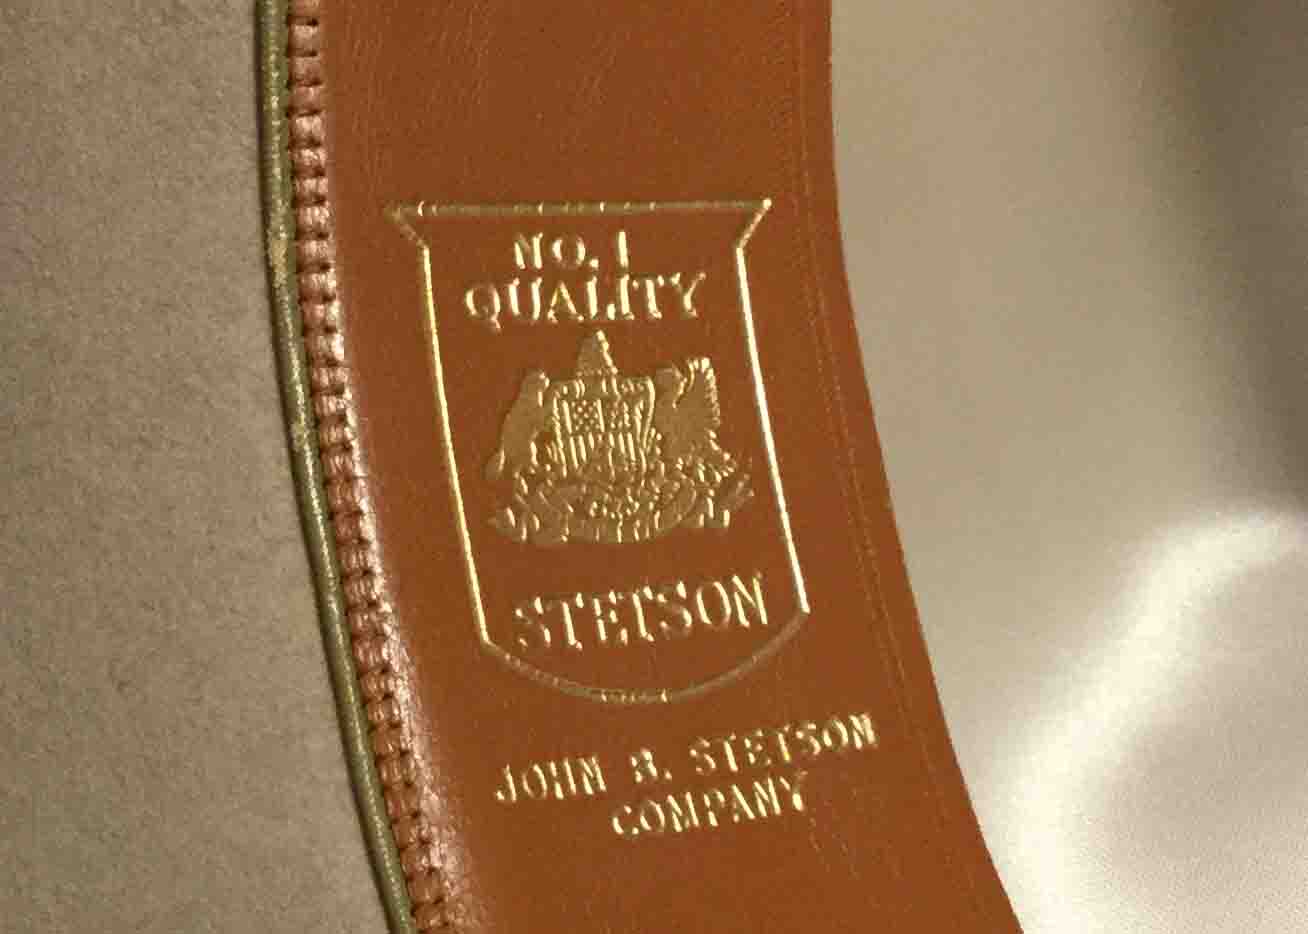 NO. 1
QUALITY
STETSON
JOHN B. STETSON
COMPANY